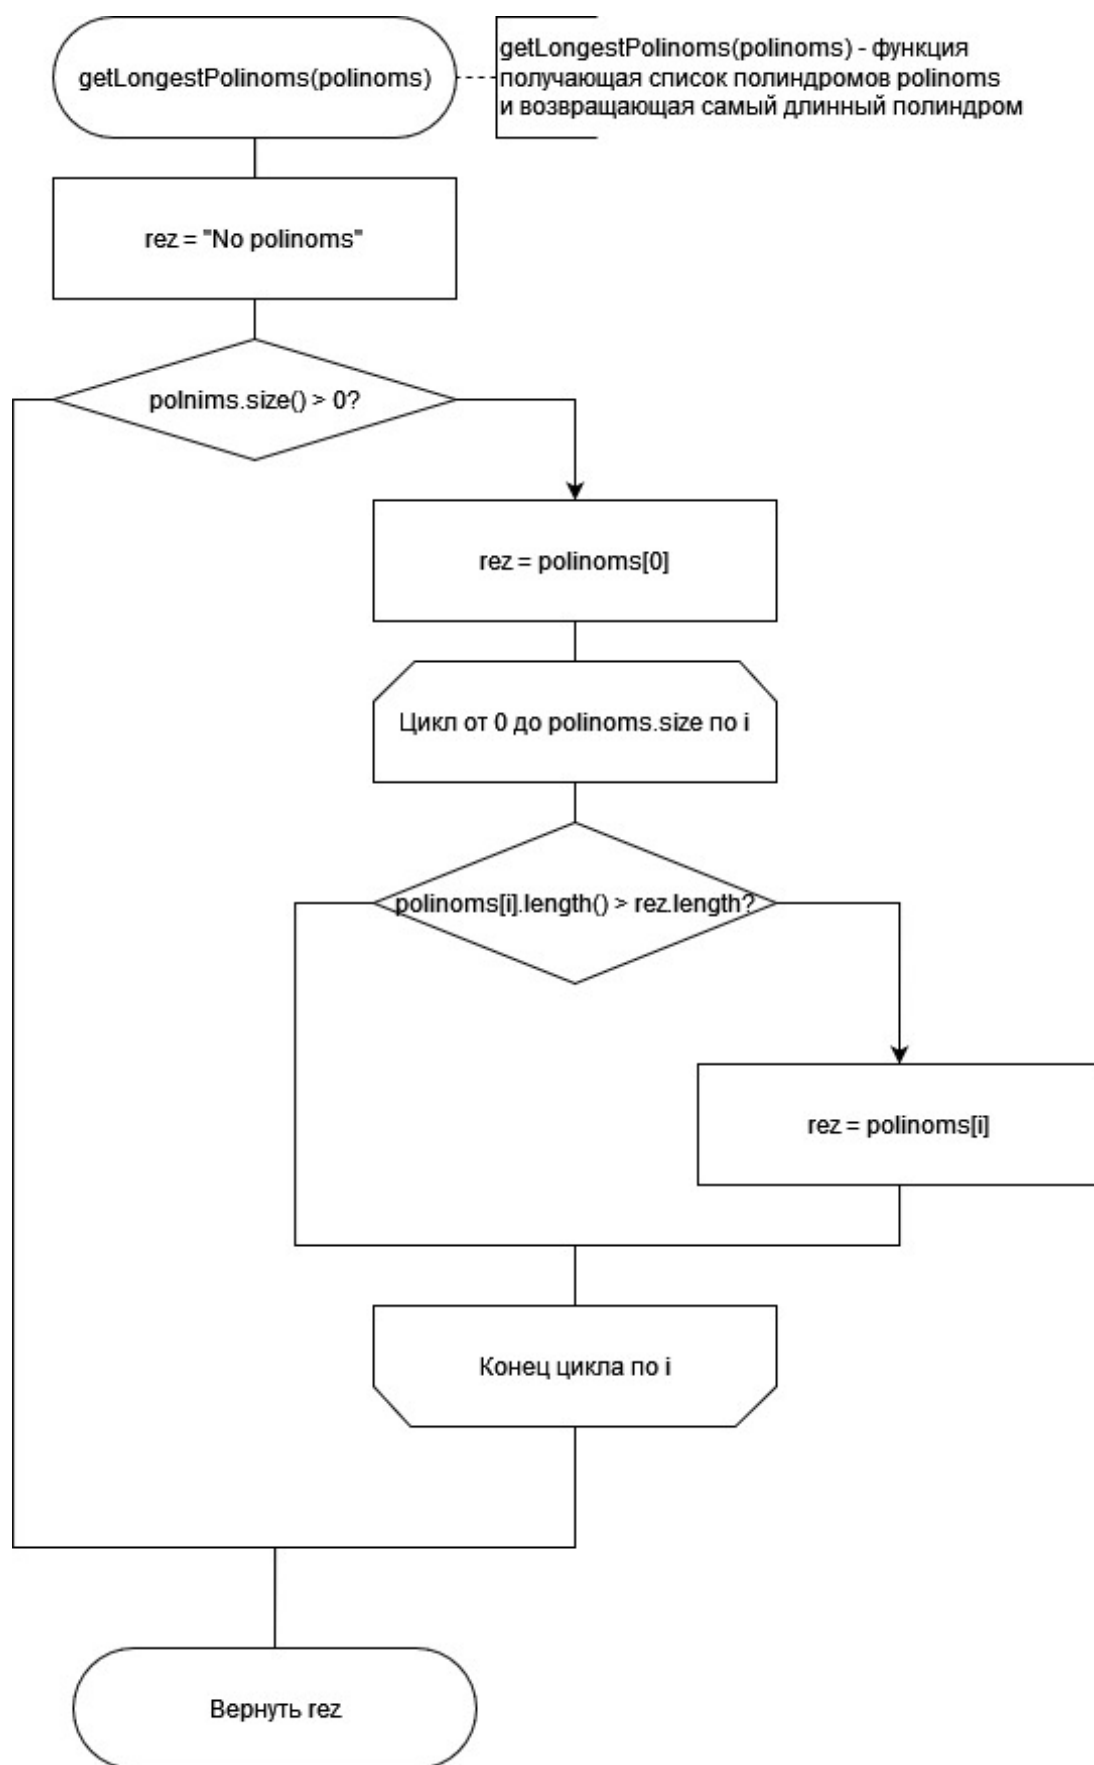 getLongestPolinoms(polinoms)
getLongestPolinoms(polinoms) - функция
получающая список полиндромов polinoms
и возвращающая самый длинный полиндром
rez = "No polinoms"
polnims.size() > 0?
rez = polinoms[0]
Цикл от 0 до polinoms.size по i
polinoms[i].length() > rez.length?
rez = polinoms[i]
Конец цикла по i
Вернуть rez